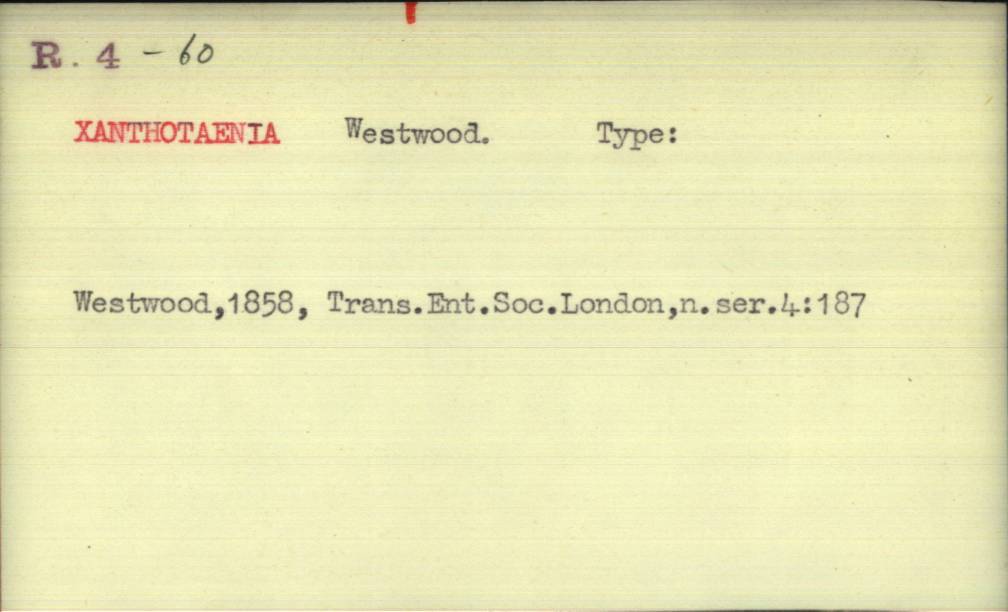 R. 4 - 60
XANTHOTAENIA Westwood. Type:
Westwood,1858, Trans.Ent.Soc.London,n.ser.4:187